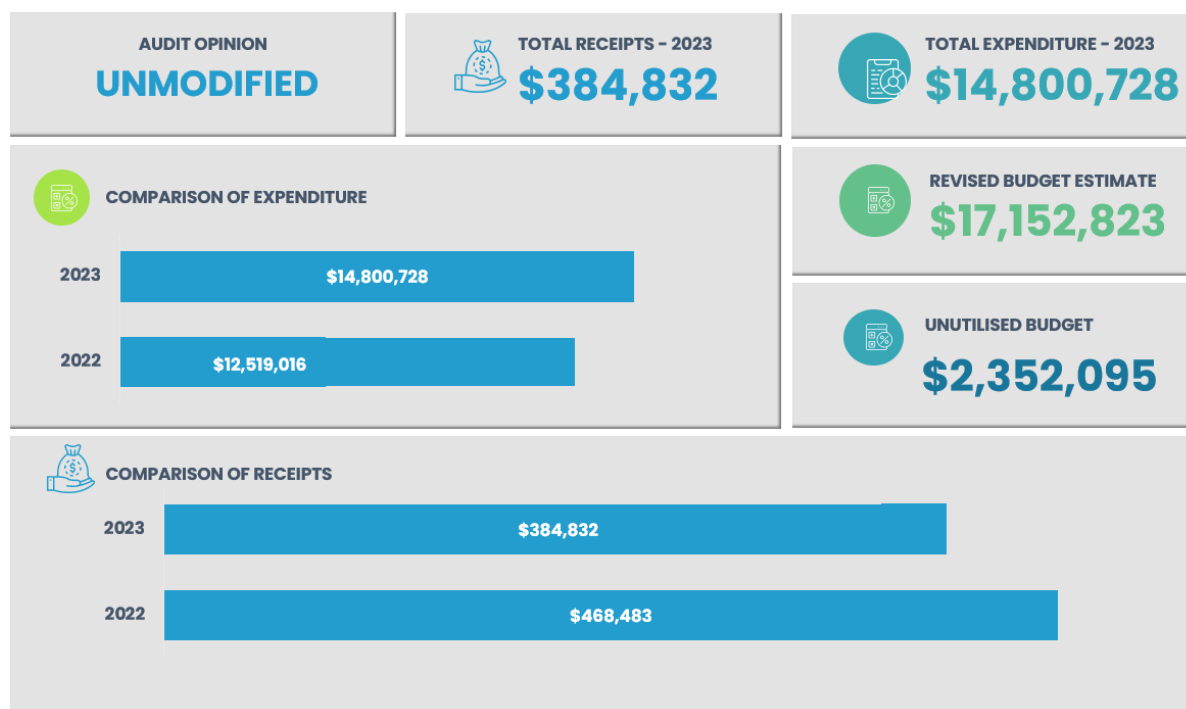 AUDIT OPINION
UNMODIFIED
TOTAL RECEIPTS - 2023
$384,832
TOTAL EXPENDITURE - 2023
$14,800,728
COMPARISON OF EXPENDITURE
2023
$14,800,728
2022
$12,519,016
REVISED BUDGET ESTIMATE
$17,152,823
UNUTILISED BUDGET
$2,352,095
COMPARISON OF RECEIPTS
2023
$384,832
2022
$468,483